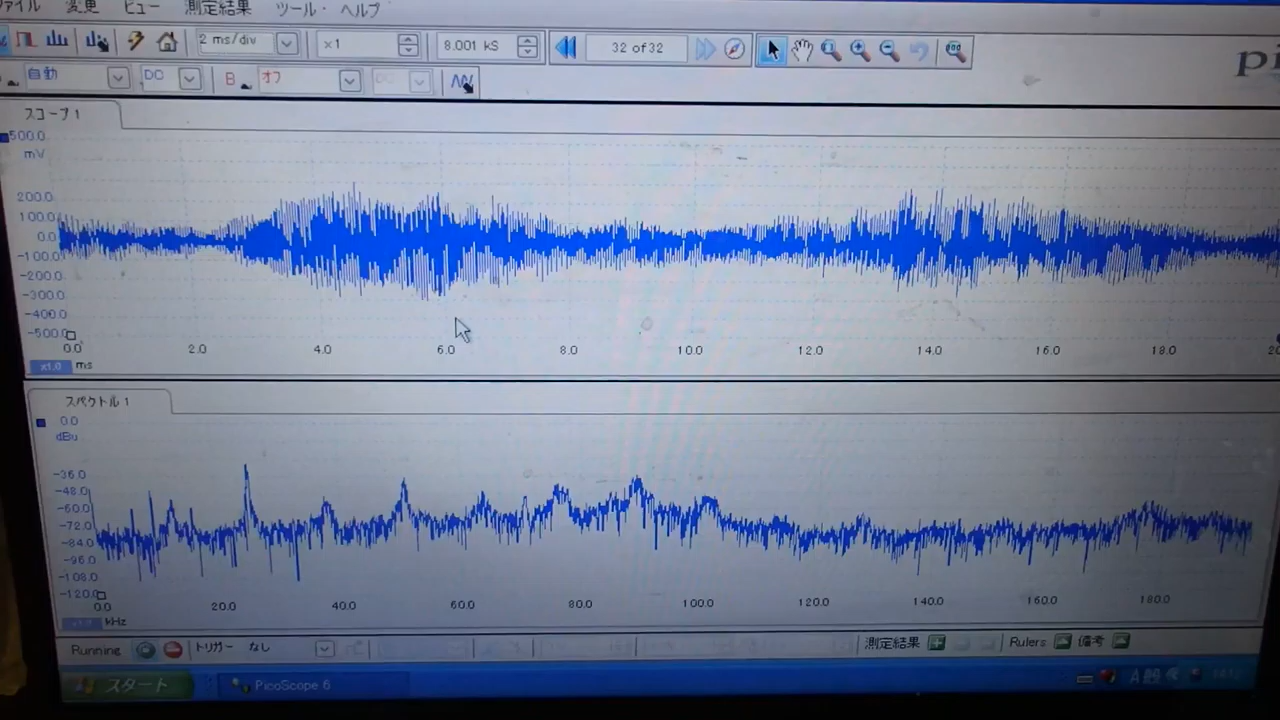 ァイル 変更 ビュー 測定結果 ツール・ ヘルプ
2 ms/div ×1 8.001 kS 32 of 32
自動 DC B オフ DC
スコープ 1
500.0
mV
200.0
100.0
0.0
-100.0
-200.0
-300.0
-400.0
-500.0
0.0 2.0 4.0 6.0 8.0 10.0 12.0 14.0 16.0 18.0
x1.0 ms
スペクトル 1
0.0
dBu
-36.0
-48.0
-60.0
-72.0
-84.0
-96.0
-108.0
-120.0
0.0 20.0 40.0 60.0 80.0 100.0 120.0 140.0 160.0 180.0
kHz
Running トリガー なし 測定結果 Rulers 備考
スタート PicoScope 6 A 般